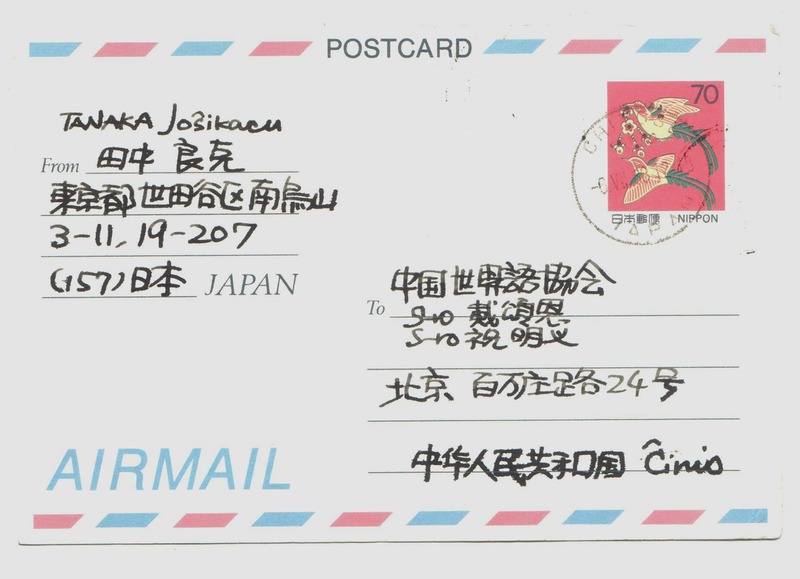 POSTCARD
70
日本郵便 NIPPON
TANAKA Joŝikacu
From 田中 良克
東京都世田谷区南烏山
3-11, 19-207
(157)日本 JAPAN
To 中国世界語協会
s-ro 戴頌恩
s-ro 祝明义
北京 百万庄路24号
中华人民共和国 Ĉinio
AIRMAIL